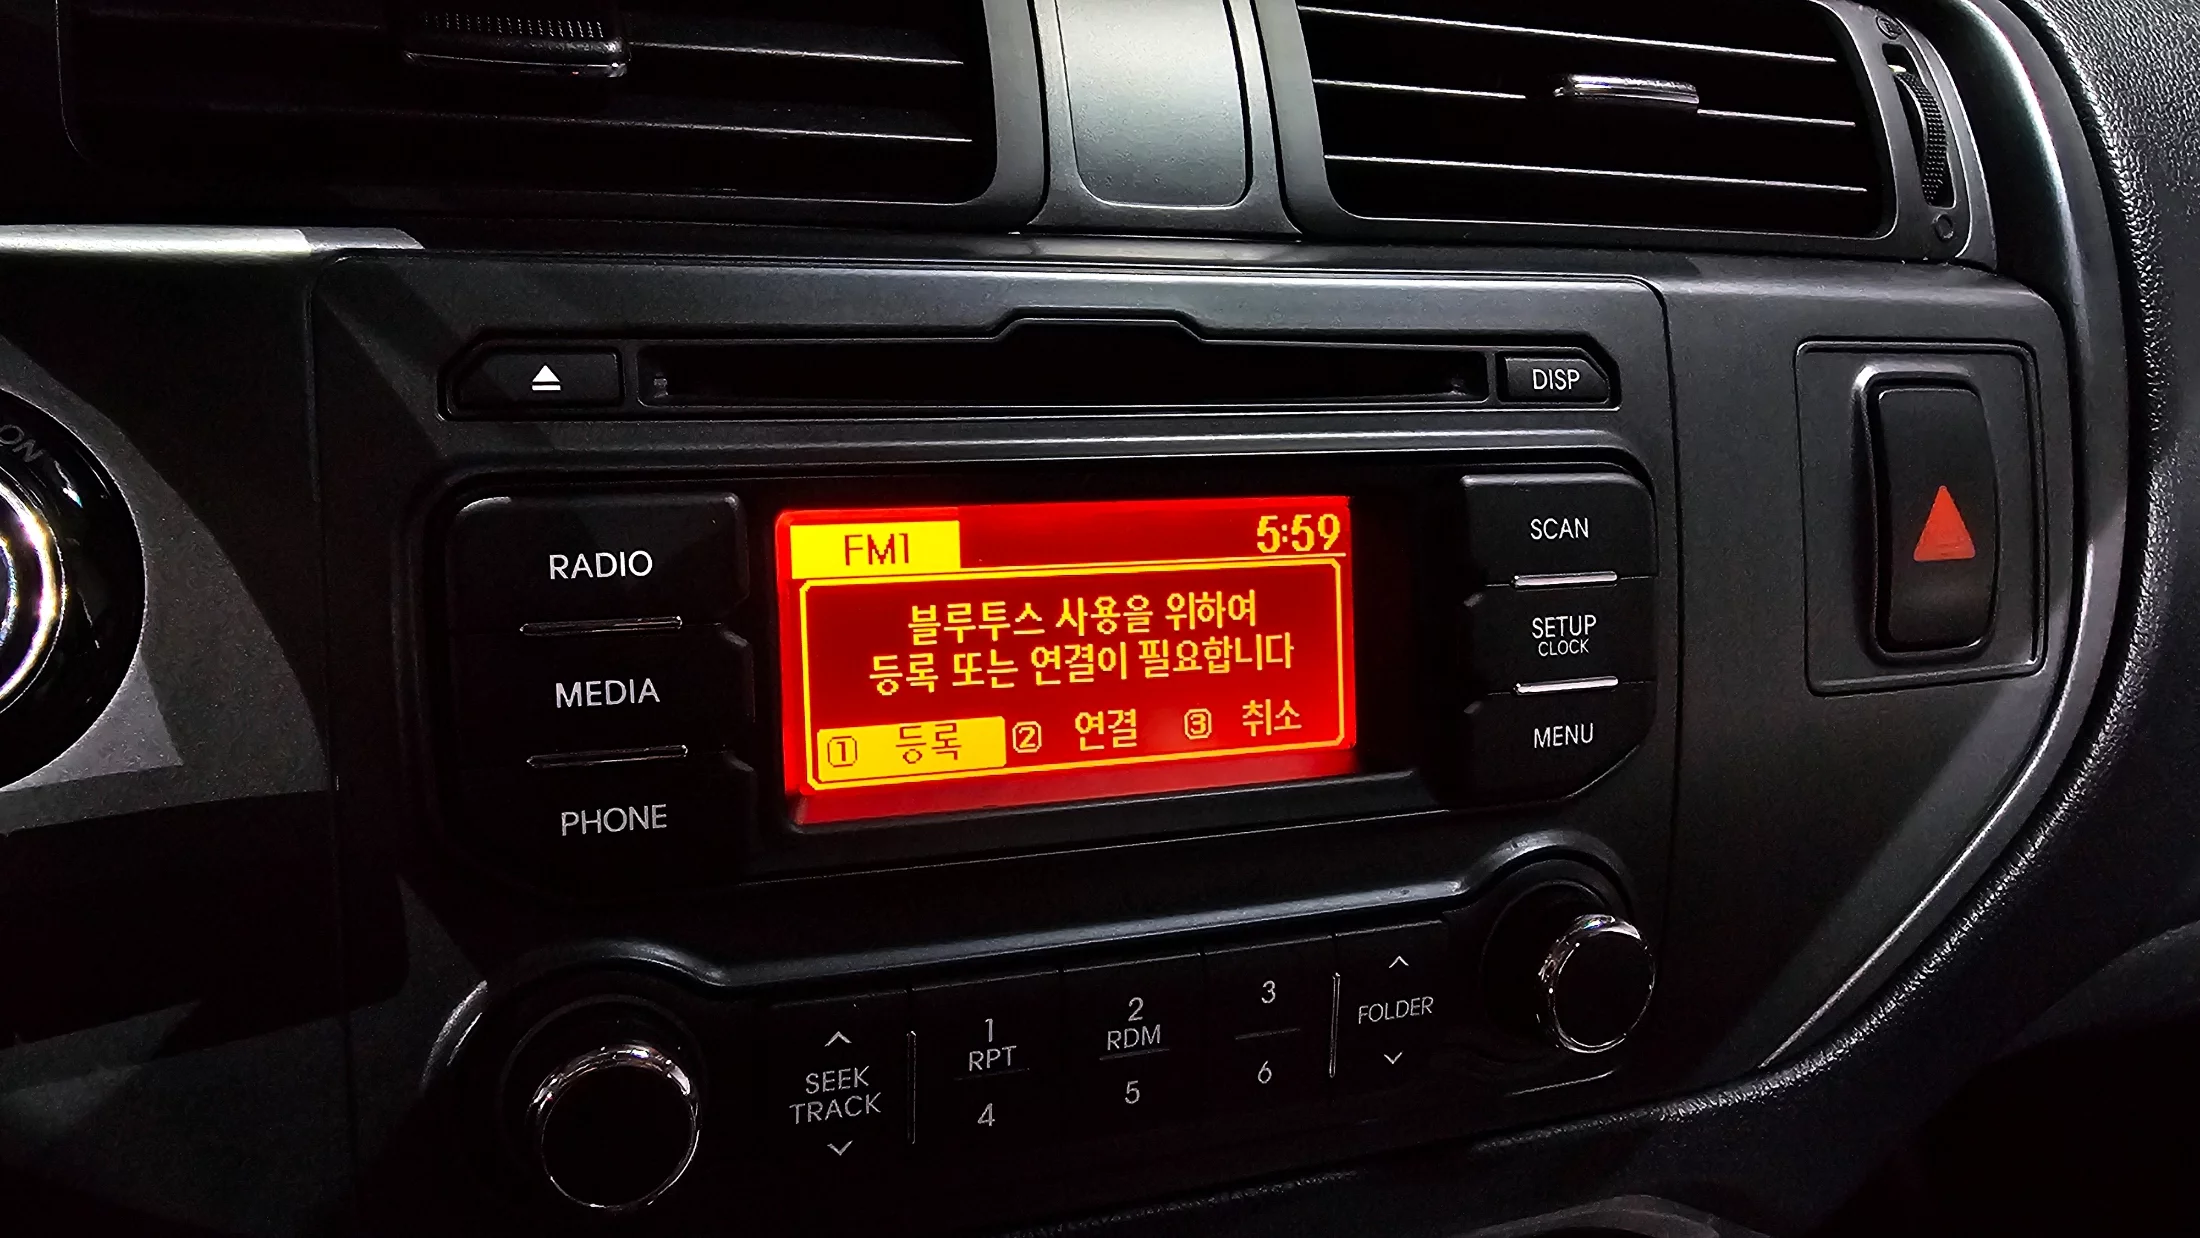 ON
DISP
RADIO
MEDIA
PHONE
FM1 5:59
블루투스 사용을 위하여
등록 또는 연결이 필요합니다
① 등록 ② 연결 ③ 취소
SCAN
SETUP
CLOCK
MENU
SEEK
TRACK
1
RPT
4
2
RDM
5
3
6
FOLDER